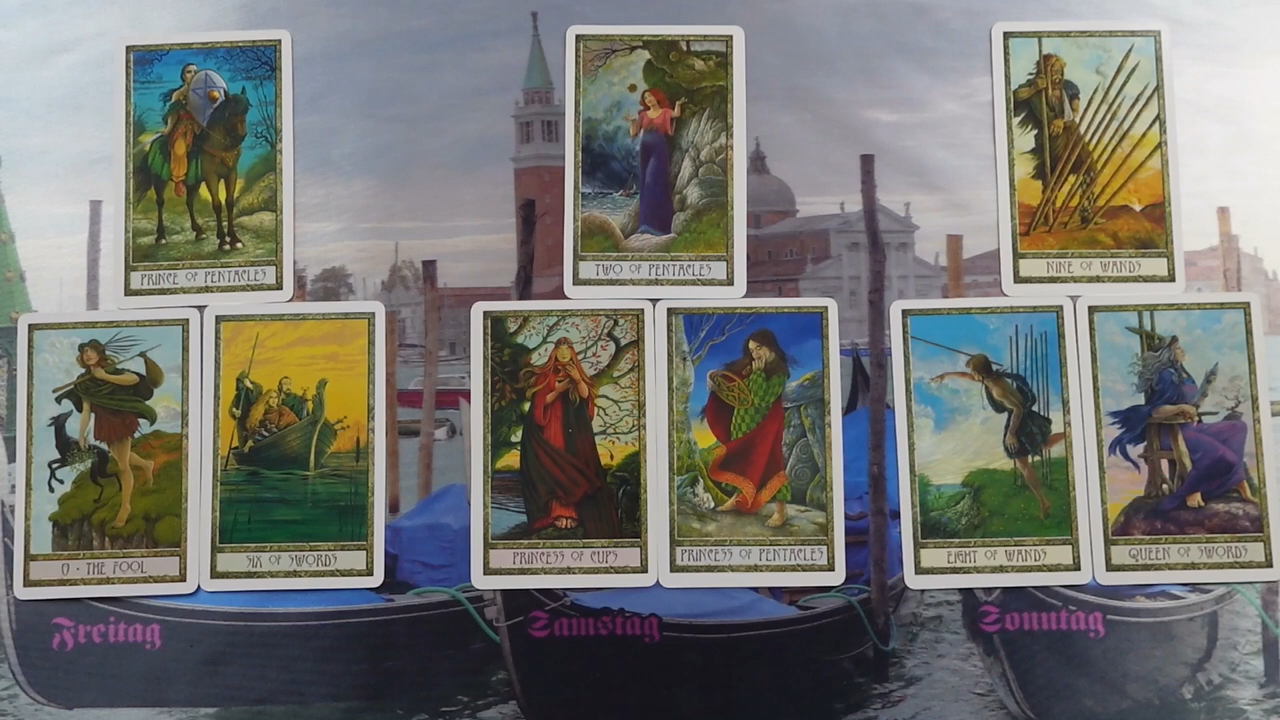 PRINCE OF PENTACLES
TWO OF PENTACLES
NINE OF WANDS
0 · THE FOOL
SIX OF SWORDS
PRINCESS OF CUPS
PRINCESS OF PENTACLES
EIGHT OF WANDS
QUEEN OF SWORDS
Freitag
Samstag
Sonntag